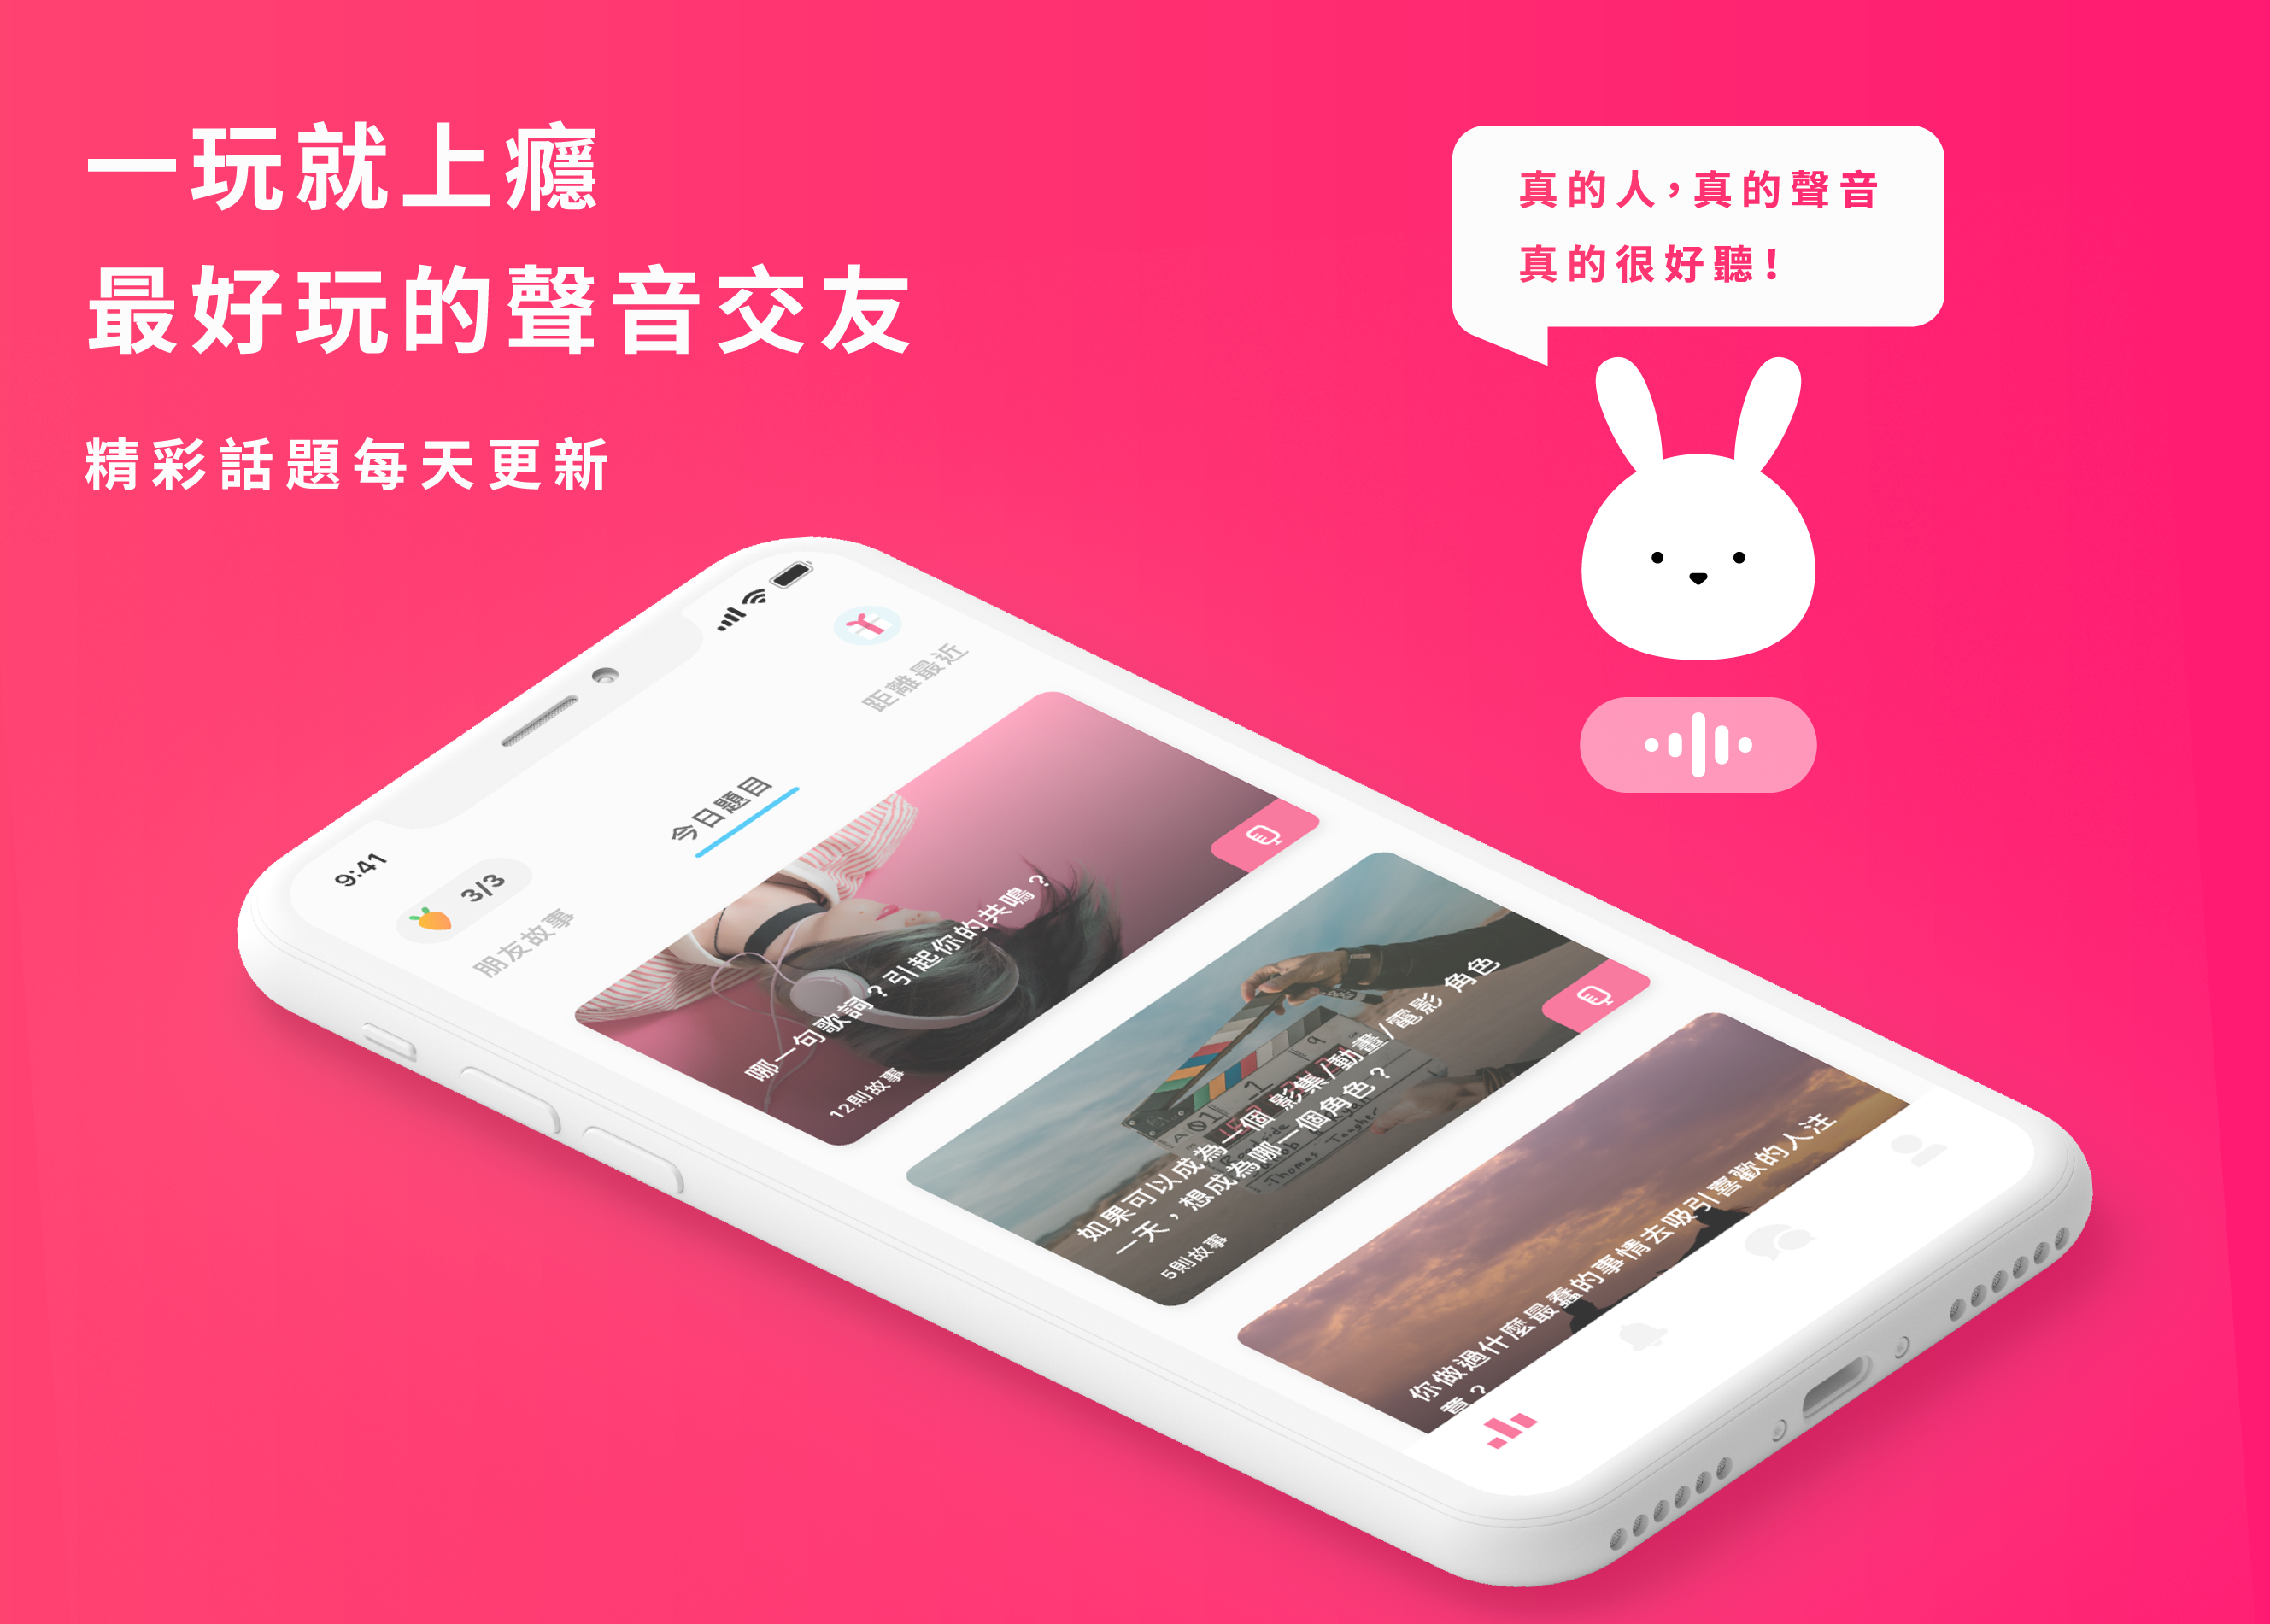 一玩就上癮
最好玩的聲音交友
精彩話題每天更新
真的人,真的聲音
真的很好聽!
9:41
3/3
朋友故事
今日題目
距離最近
哪一句歌詞？引起你的共鳴？
12則故事
如果可以成為一個 影集/動畫/電影 角色
一天，想成為哪一個角色？
5則故事
你做過什麼最蠢的事情去吸引喜歡的人注
意？